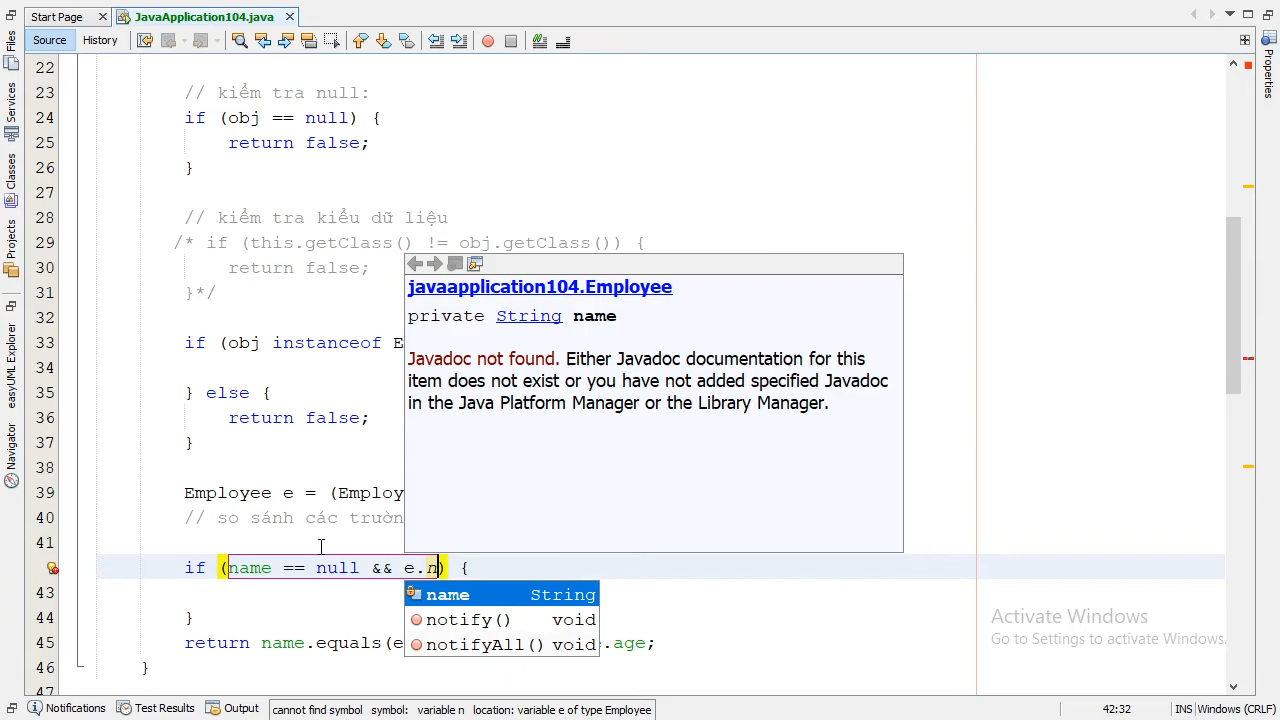 Start Page
JavaApplication104.java
Source
History
Files
Services
Classes
Projects
easyUML Explorer
Navigator
Properties
22
23 // kiểm tra null:
24 if (obj == null) {
25 return false;
26 }
27
28 // kiểm tra kiểu dữ liệu
29 /* if (this.getClass() != obj.getClass()) {
30 return false;
31 }*/
32
33 if (obj instanceof E
34
35 } else {
36 return false;
37 }
38
39 Employee e = (Employ
40 // so sánh các trườn
41
if (name == null && e.n) {
43
44 }
45 return name.equals(e .age;
46 }
47
javaapplication104.Employee
private String name
Javadoc not found. Either Javadoc documentation for this
item does not exist or you have not added specified Javadoc
in the Java Platform Manager or the Library Manager.
name String
notify() void
notifyAll() void
Activate Windows
Go to Settings to activate Windows.
Notifications
Test Results
Output
cannot find symbol symbol: variable n location: variable e of type Employee
42:32
INS
Windows (CRLF)